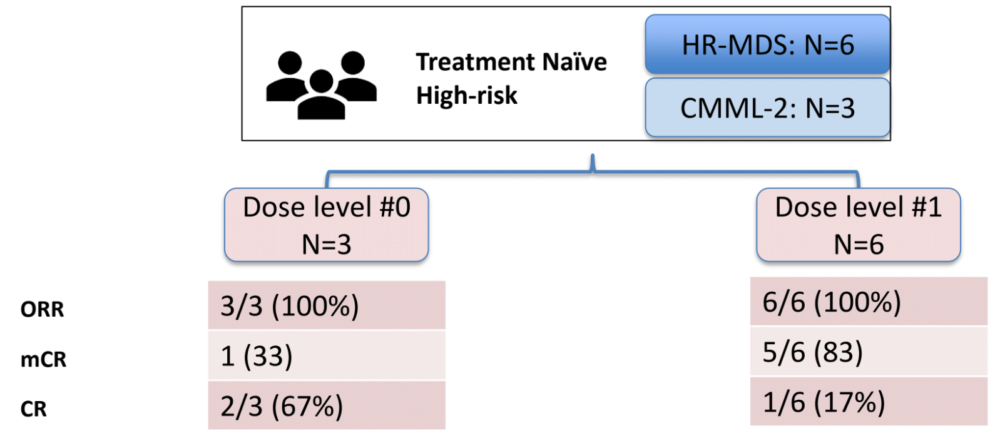 Treatment Naïve
High-risk
HR-MDS: N=6
CMML-2: N=3
Dose level #0
N=3
Dose level #1
N=6
ORR 3/3 (100%) 6/6 (100%)
mCR 1 (33) 5/6 (83)
CR 2/3 (67%) 1/6 (17%)